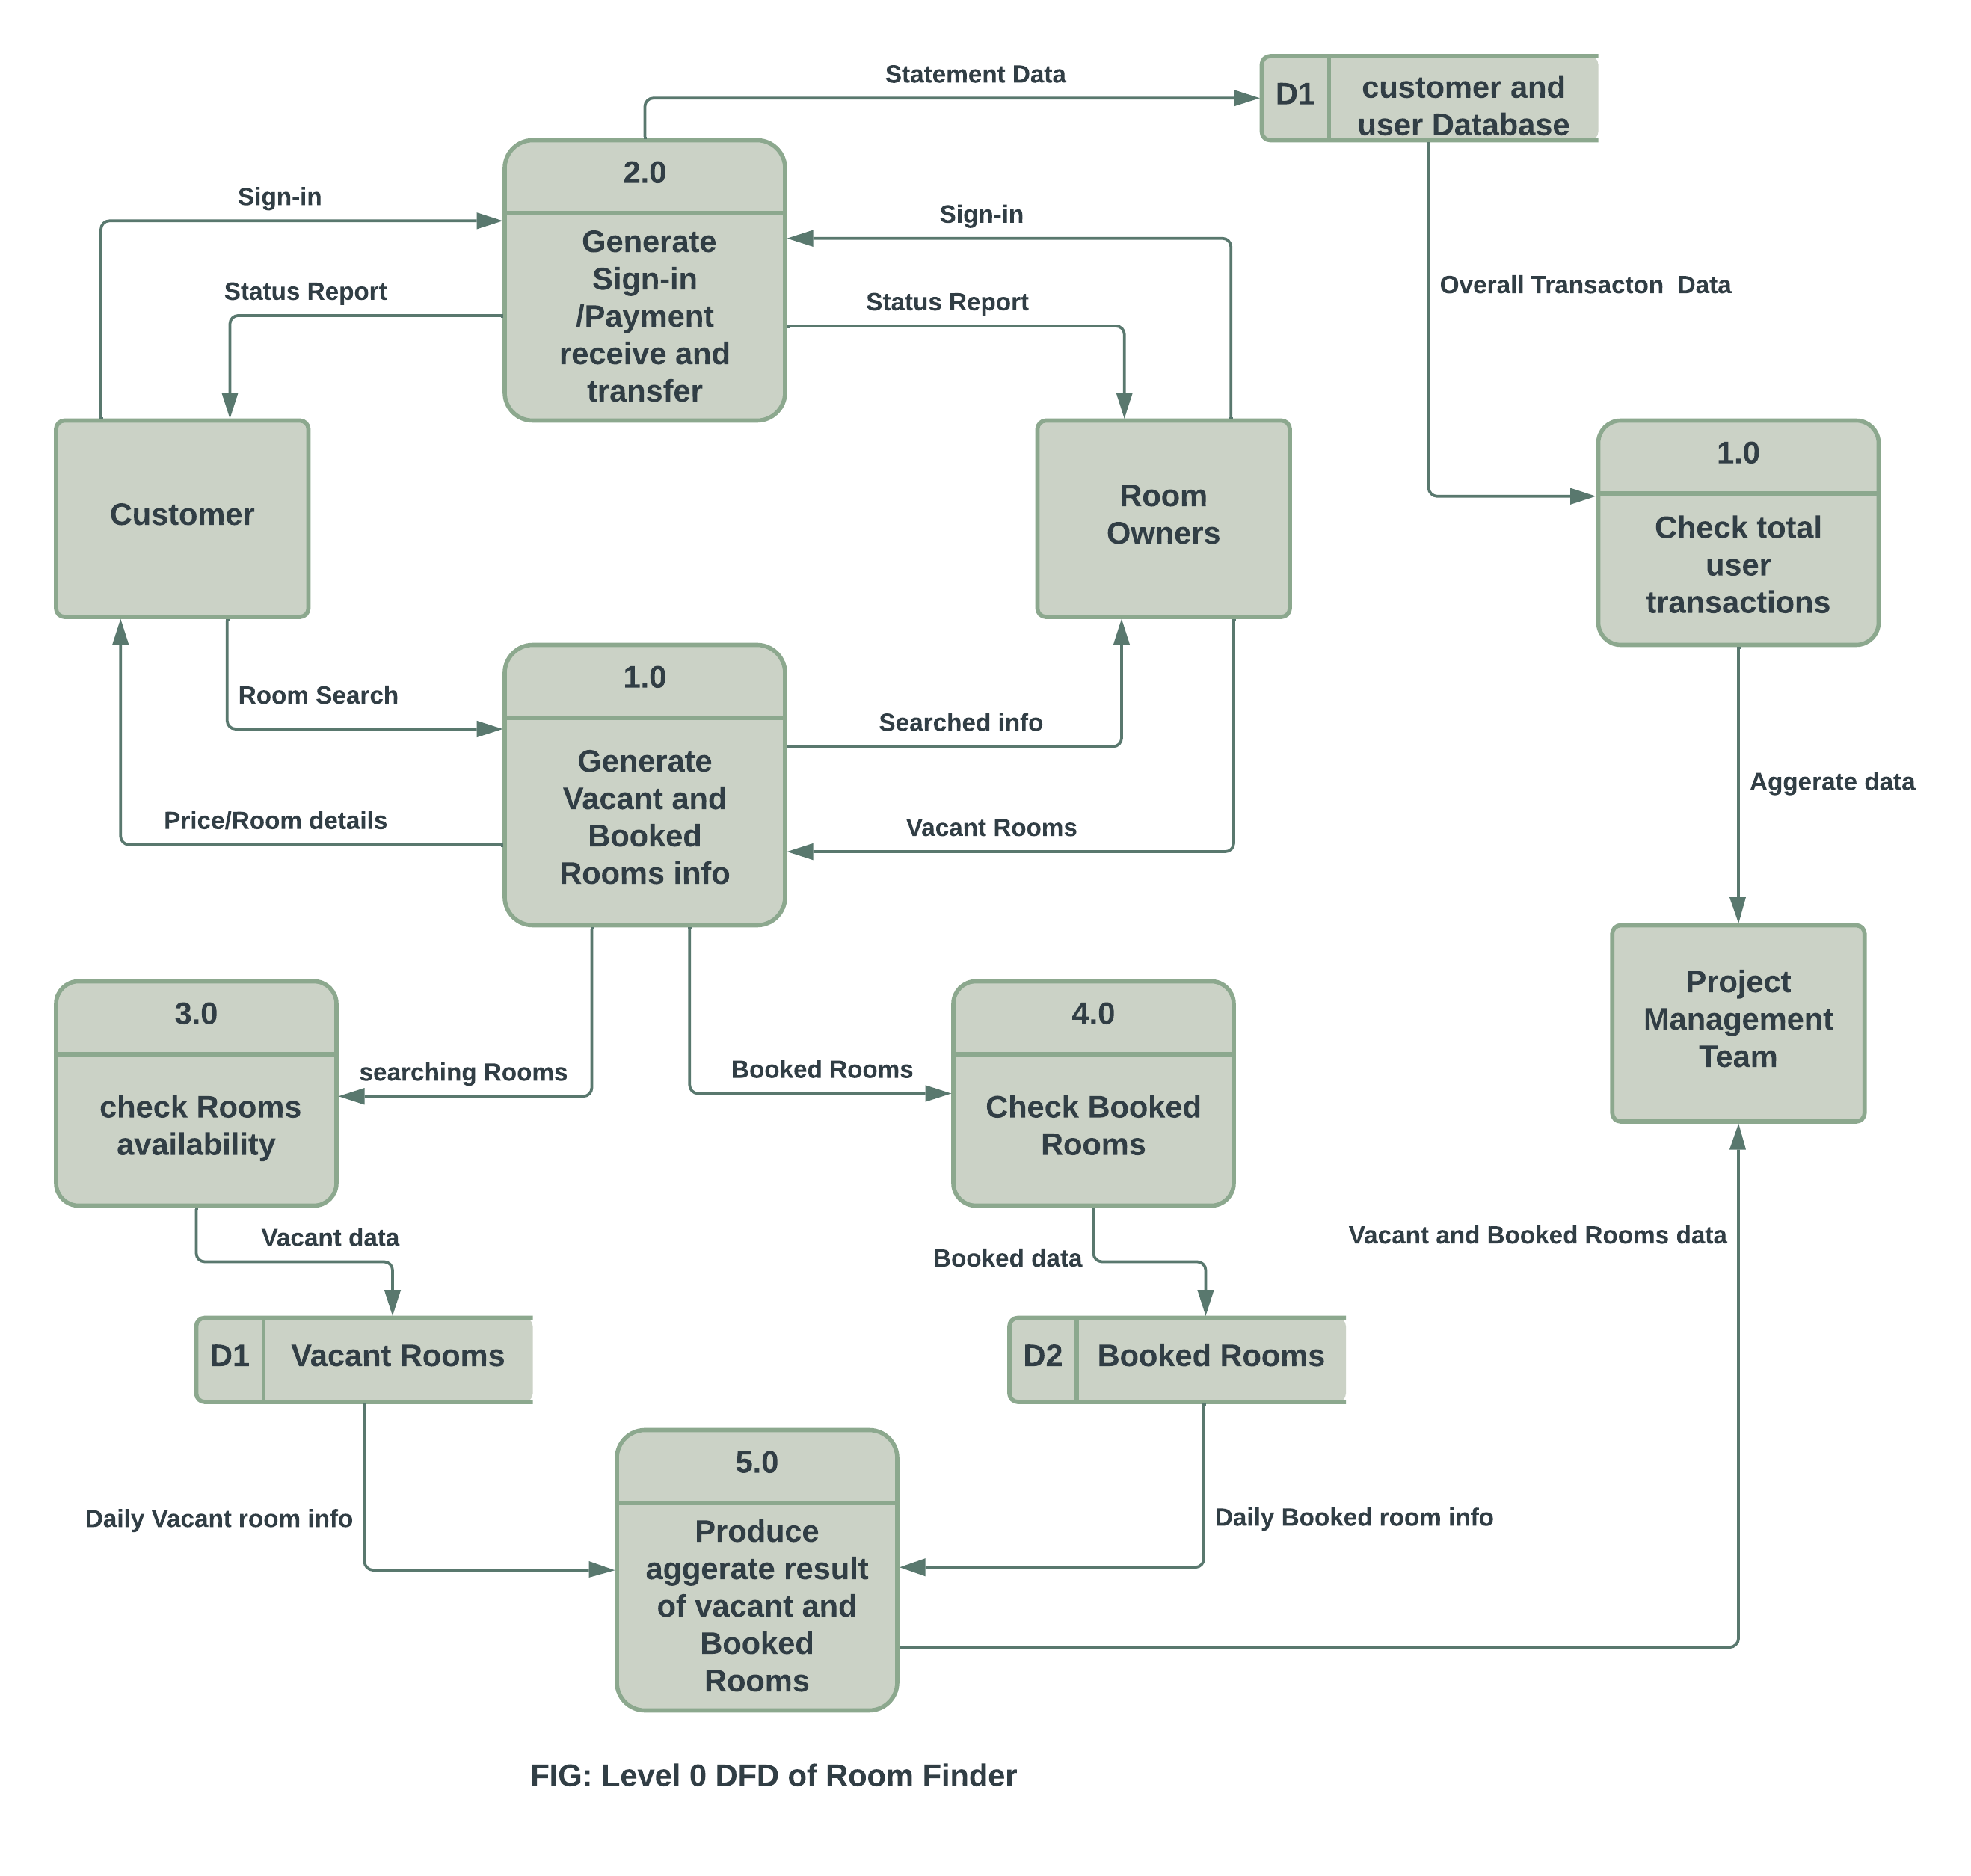 Statement Data
D1
customer and
user Database
2.0
Generate
Sign-in
/Payment
receive and
transfer
Sign-in
Sign-in
Status Report
Status Report
Overall Transacton  Data
Customer
Room
Owners
1.0
Check total
user
transactions
Room Search
1.0
Generate
Vacant and
Booked
Rooms info
Searched info
Price/Room details
Vacant Rooms
Aggerate data
Project
Management
Team
3.0
check Rooms
availability
searching Rooms
Booked Rooms
4.0
Check Booked
Rooms
Vacant data
Booked data
Vacant and Booked Rooms data
D1
Vacant Rooms
D2
Booked Rooms
Daily Vacant room info
5.0
Produce
aggerate result
of vacant and
Booked
Rooms
Daily Booked room info
FIG: Level 0 DFD of Room Finder